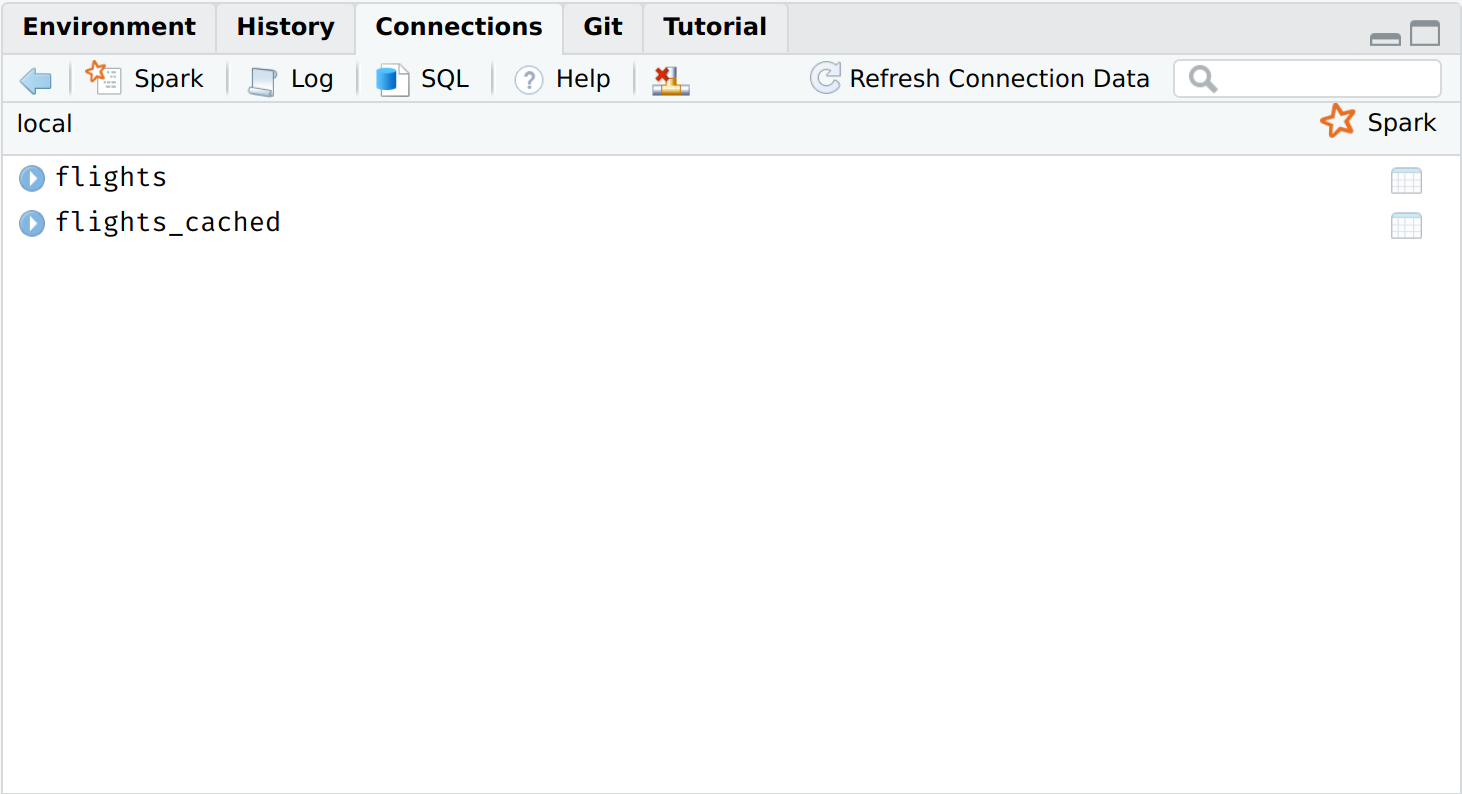 Environment History Connections Git Tutorial
Spark Log SQL ? Help Refresh Connection Data
local Spark
flights
flights_cached